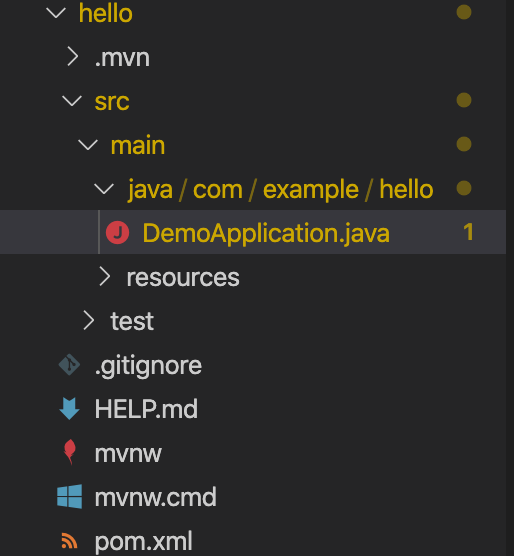 hello
.mvn
src
main
java / com / example / hello
J DemoApplication.java 1
resources
test
.gitignore
HELP.md
mvnw
mvnw.cmd
pom.xml